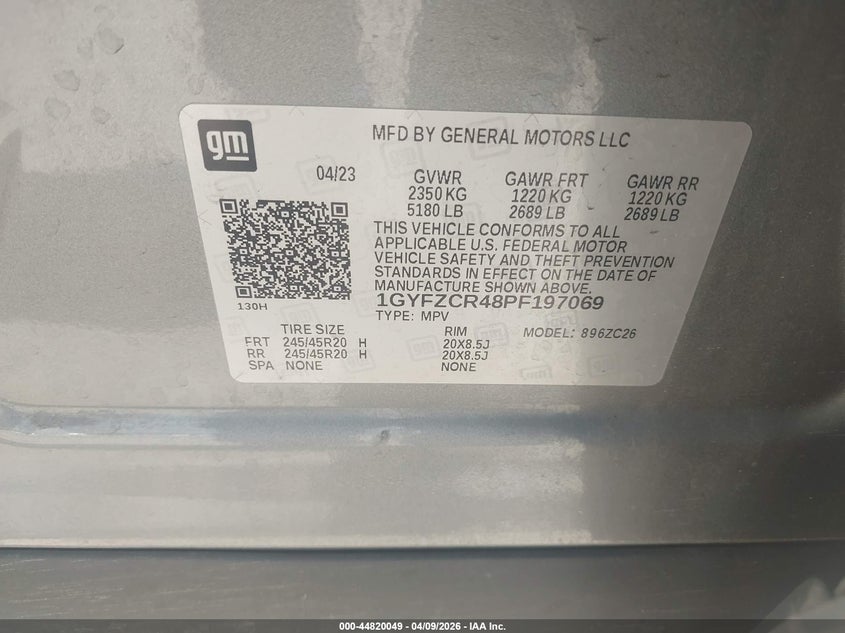 gm
MFD BY GENERAL MOTORS LLC
04/23 GVWR GAWR FRT GAWR RR
2350 KG 1220 KG 1220 KG
5180 LB 2689 LB 2689 LB
THIS VEHICLE CONFORMS TO ALL
APPLICABLE U.S. FEDERAL MOTOR
VEHICLE SAFETY AND THEFT PREVENTION
STANDARDS IN EFFECT ON THE DATE OF
MANUFACTURE SHOWN ABOVE.
130H 1GYFZCR48PF197069
TYPE: MPV
TIRE SIZE RIM MODEL: 896ZC26
FRT 245/45R20 H 20X8.5J
RR 245/45R20 H 20X8.5J
SPA NONE NONE
000-44820049 - 04/09/2026 - IAA Inc.